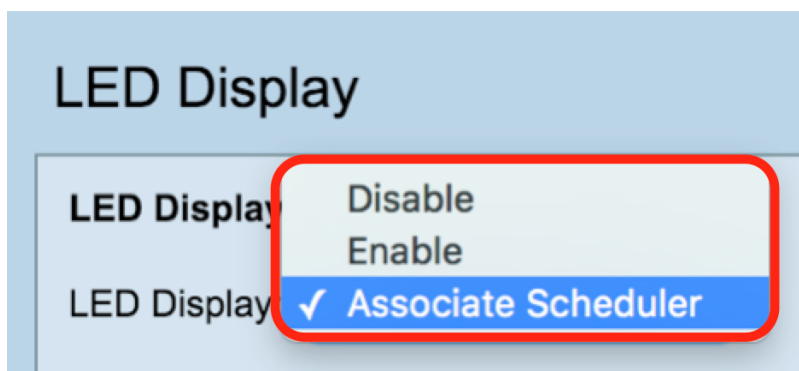 LED Display
LED Display
Disable
Enable
LED Display: ✓ Associate Scheduler